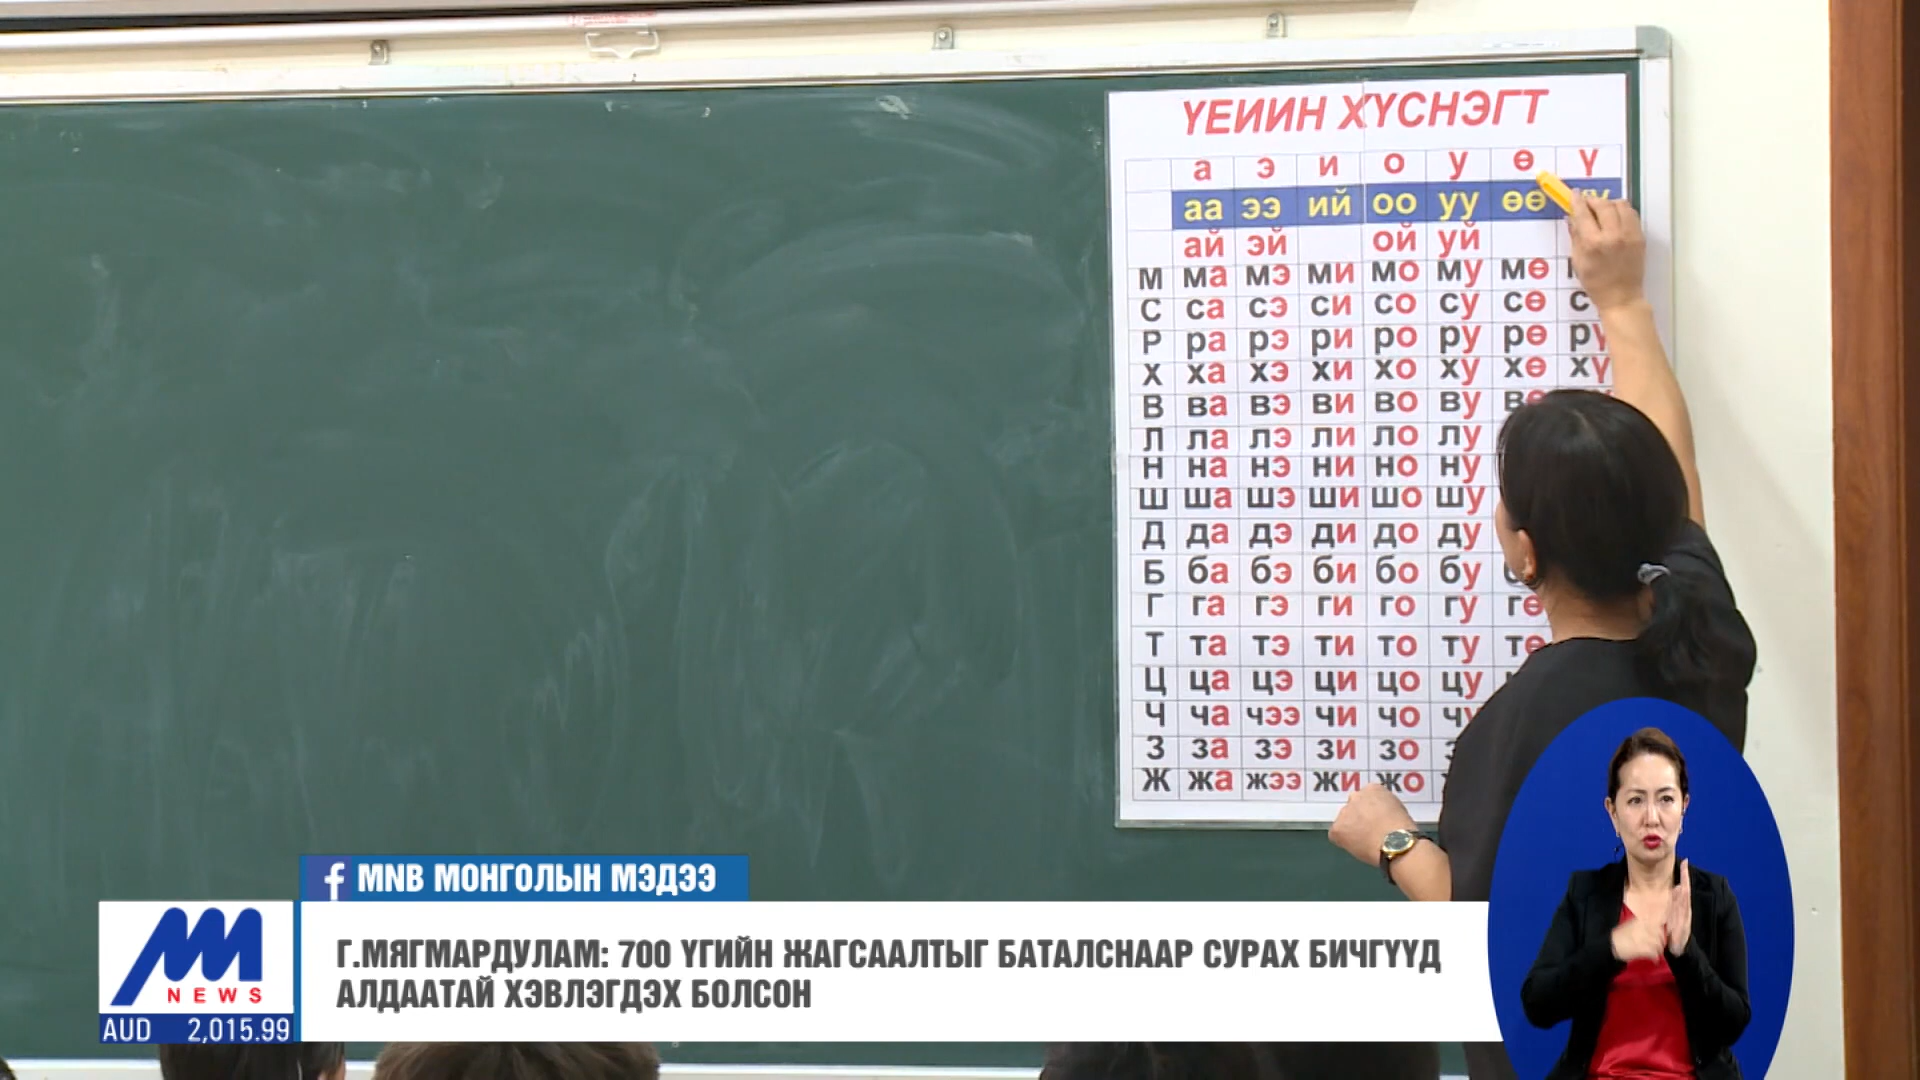 ҮЕИИН ХҮСНЭГТ
а э и о у ө ү
аа ээ ий оо уу өө
ай эй ой уй
М ма мэ ми мо му мө
С са сэ си со су сө
Р ра рэ ри ро ру рө рү
Х ха хэ хи хо ху хө хү
В ва вэ ви во ву
Л ла лэ ли ло лу
Н на нэ ни но ну
Ш ша шэ ши шо шу
Д да дэ ди до ду
Б ба бэ би бо бу
Г га гэ ги го гу гө
Т та тэ ти то ту тө
Ц ца цэ ци цо цу
Ч ча чээ чи чо чу
З за зэ зи зо
Ж жа жээ жи жо
f MNB МОНГОЛЫН МЭДЭЭ
NEWS
Г.МЯГМАРДУЛАМ: 700 ҮГИЙН ЖАГСААЛТЫГ БАТАЛСНААР СУРАХ БИЧГҮҮД
АЛДААТАЙ ХЭВЛЭГДЭХ БОЛСОН
AUD 2,015.99